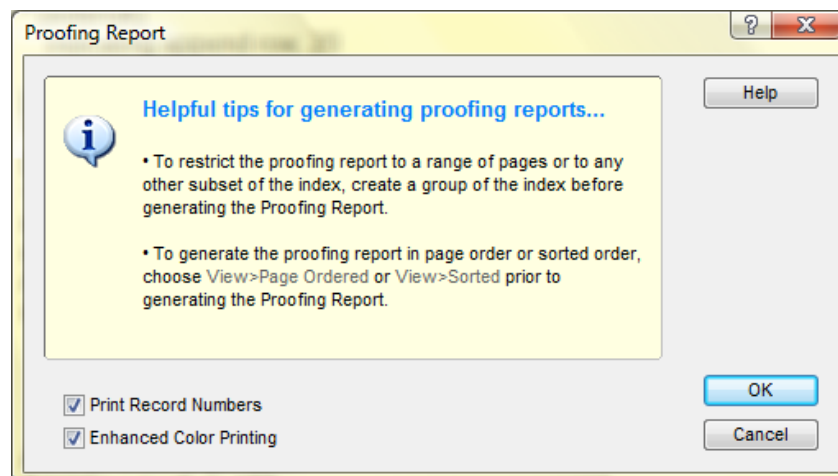 Proofing Report
?
X
Help
Helpful tips for generating proofing reports...
• To restrict the proofing report to a range of pages or to any
other subset of the index, create a group of the index before
generating the Proofing Report.
• To generate the proofing report in page order or sorted order,
choose View>Page Ordered or View>Sorted prior to
generating the Proofing Report.
Print Record Numbers
Enhanced Color Printing
OK
Cancel